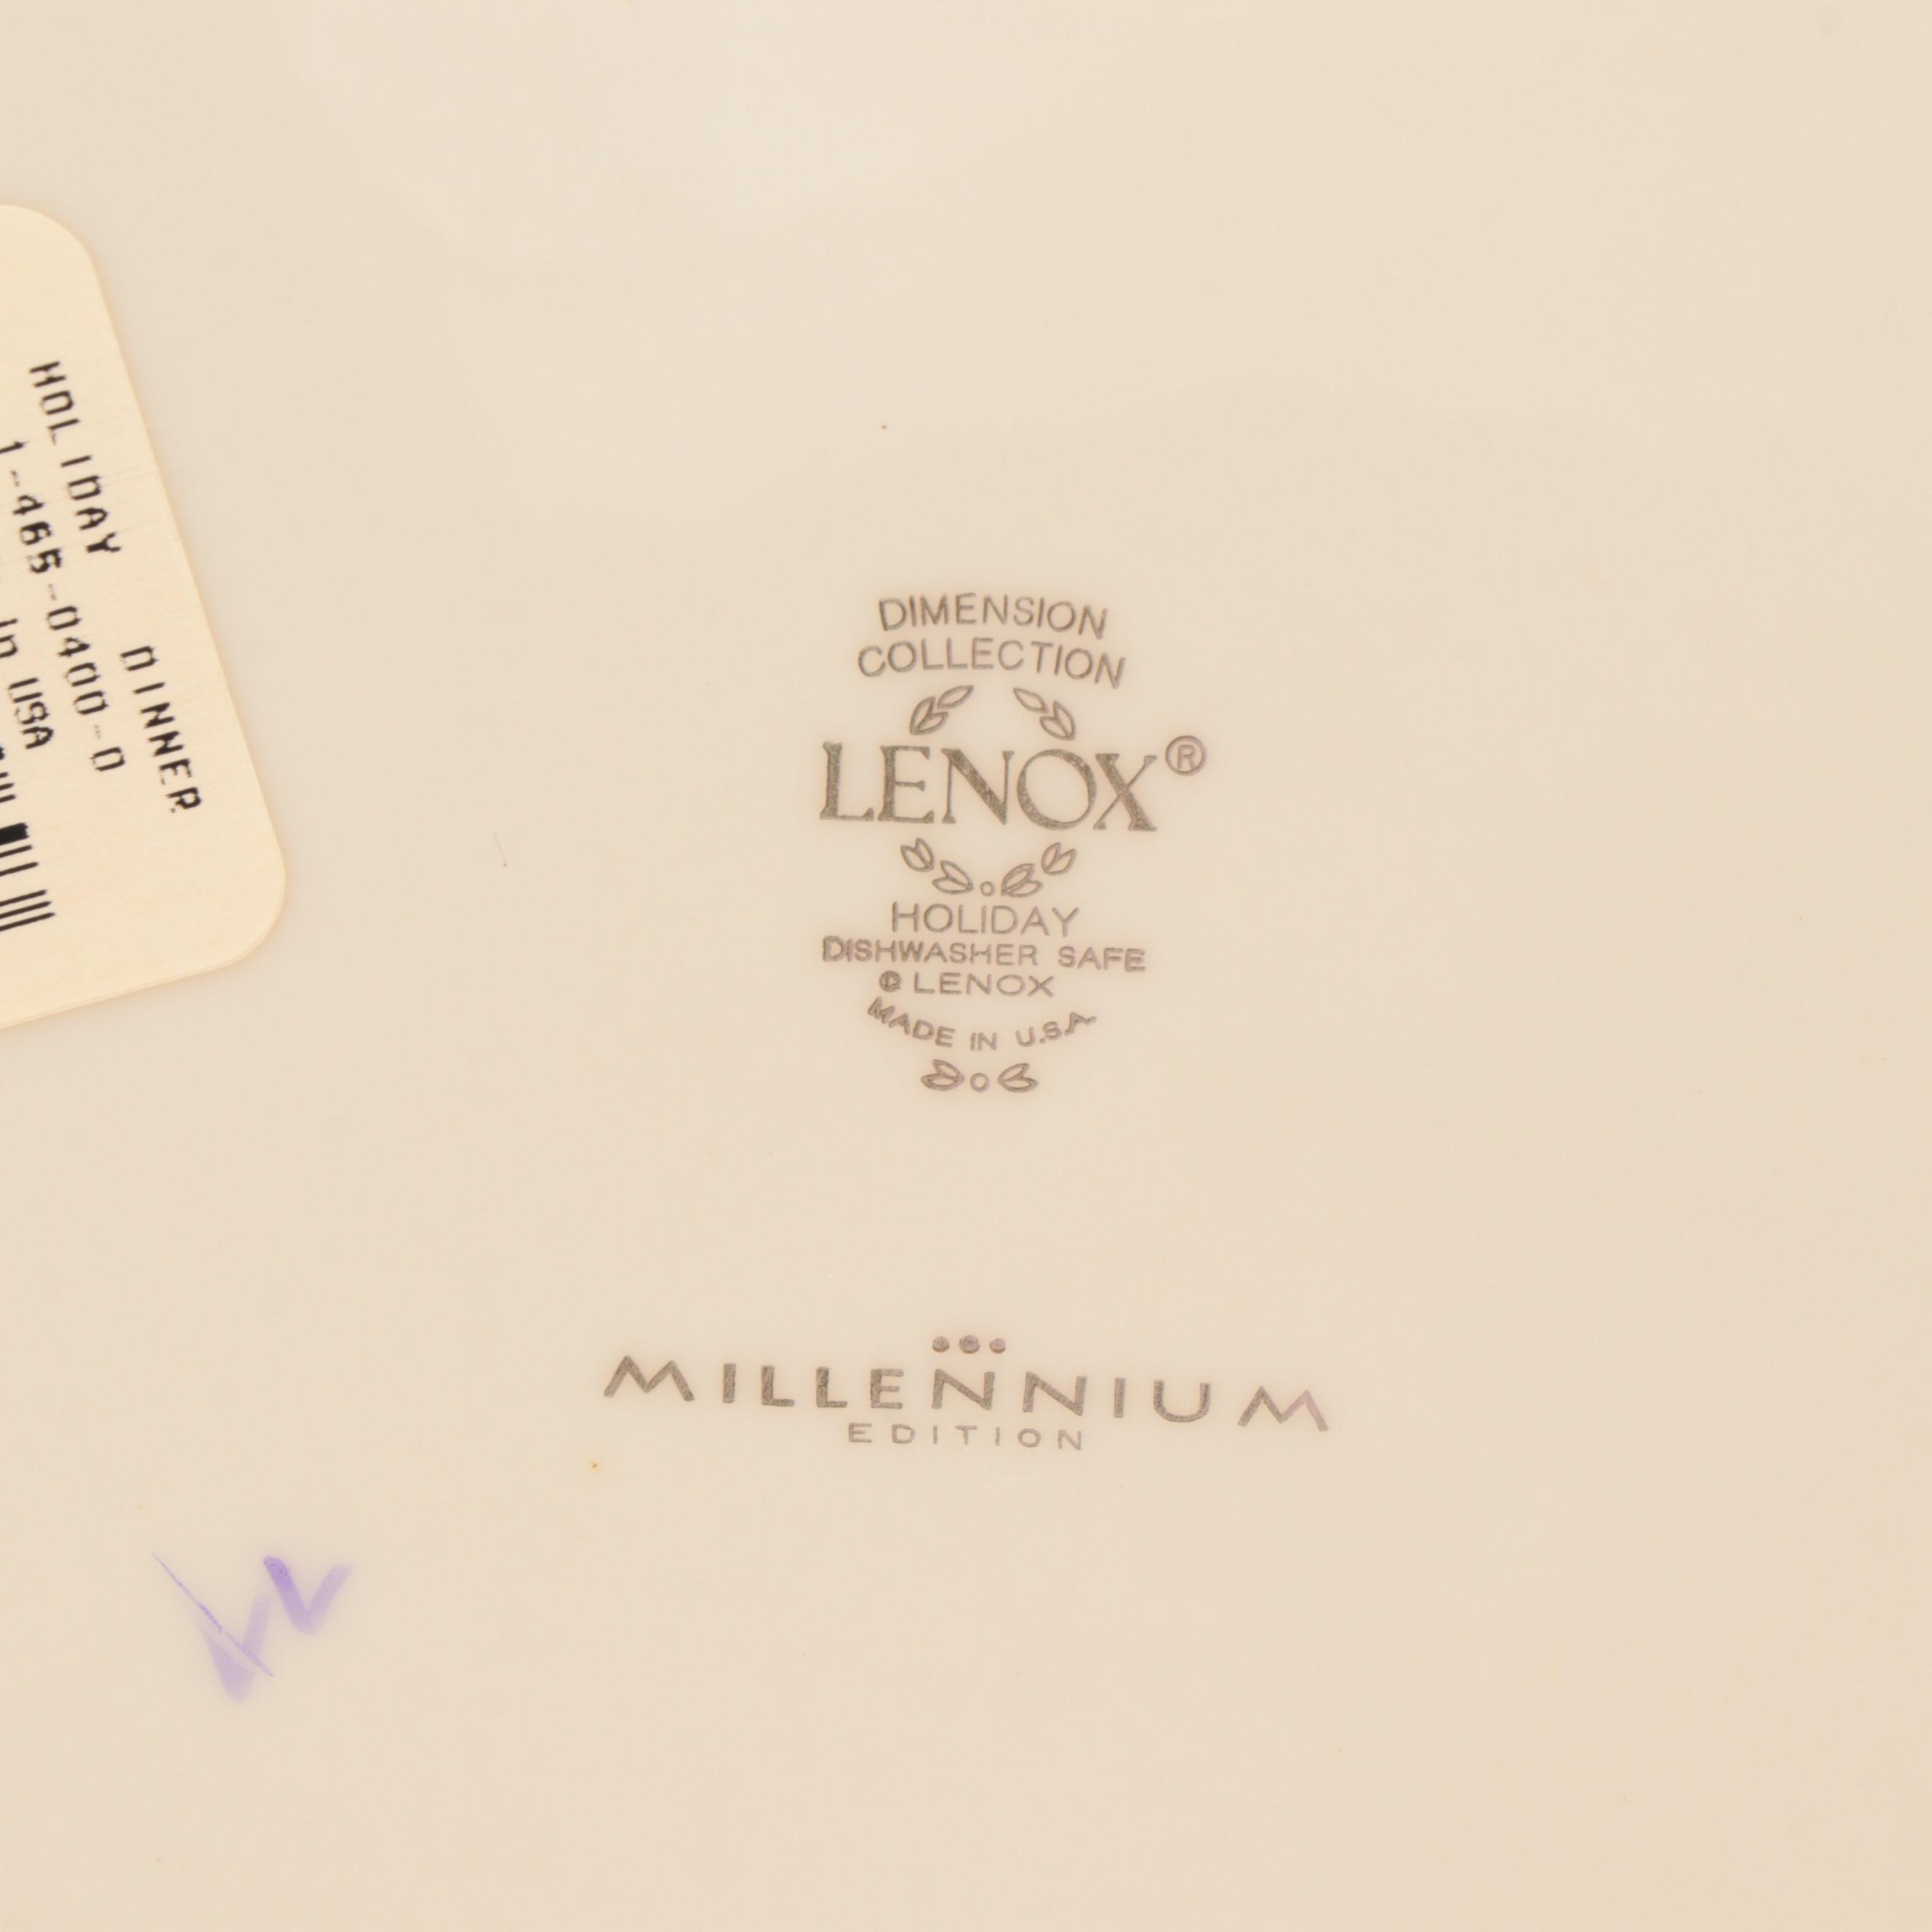 HOLIDAY DINNER
1-465-0400-0
in USA
DIMENSION
COLLECTION
LENOX®
HOLIDAY
DISHWASHER SAFE
© LENOX
MADE IN U.S.A.
MILLENNIUM
EDITION